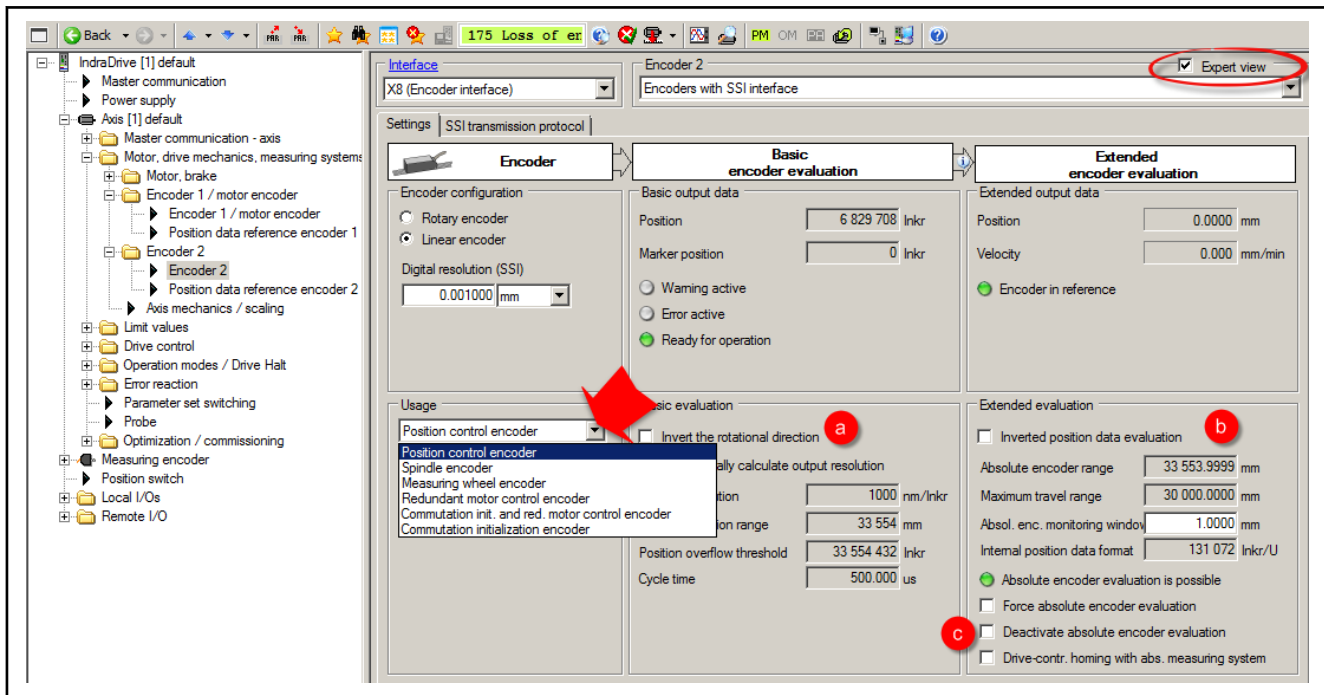 Back
PAR
PAR
175 Loss of er
PM
OM
IndraDrive [1] default
Master communication
Power supply
Axis [1] default
Master communication - axis
Motor, drive mechanics, measuring systems
Motor, brake
Encoder 1 / motor encoder
Encoder 1 / motor encoder
Position data reference encoder 1
Encoder 2
Encoder 2
Position data reference encoder 2
Axis mechanics / scaling
Limit values
Drive control
Operation modes / Drive Halt
Error reaction
Parameter set switching
Probe
Optimization / commissioning
Measuring encoder
Position switch
Local I/Os
Remote I/O
Interface
X8 (Encoder interface)
Encoder 2
Expert view
Encoders with SSI interface
Settings
SSI transmission protocol
Encoder
Basic
encoder evaluation
Extended
encoder evaluation
Encoder configuration
Rotary encoder
Linear encoder
Digital resolution (SSI)
0.001000 mm
Basic output data
Position 6 829 708 Inkr
Marker position 0 Inkr
Warning active
Error active
Ready for operation
Extended output data
Position 0.0000 mm
Velocity 0.000 mm/min
Encoder in reference
Usage
Position control encoder
Position control encoder
Spindle encoder
Measuring wheel encoder
Redundant motor control encoder
Commutation init. and red. motor control encoder
Commutation initialization encoder
evaluation
Invert the rotational direction
a
calculate output resolution
1000 nm/Inkr
range 33 554 mm
Position overflow threshold 33 554 432 Inkr
Cycle time 500.000 us
Extended evaluation
Inverted position data evaluation
b
Absolute encoder range 33 553.9999 mm
Maximum travel range 30 000.0000 mm
Absol. enc. monitoring window 1.0000 mm
Internal position data format 131 072 Inkr/U
Absolute encoder evaluation is possible
Force absolute encoder evaluation
c
Deactivate absolute encoder evaluation
Drive-contr. homing with abs. measuring system